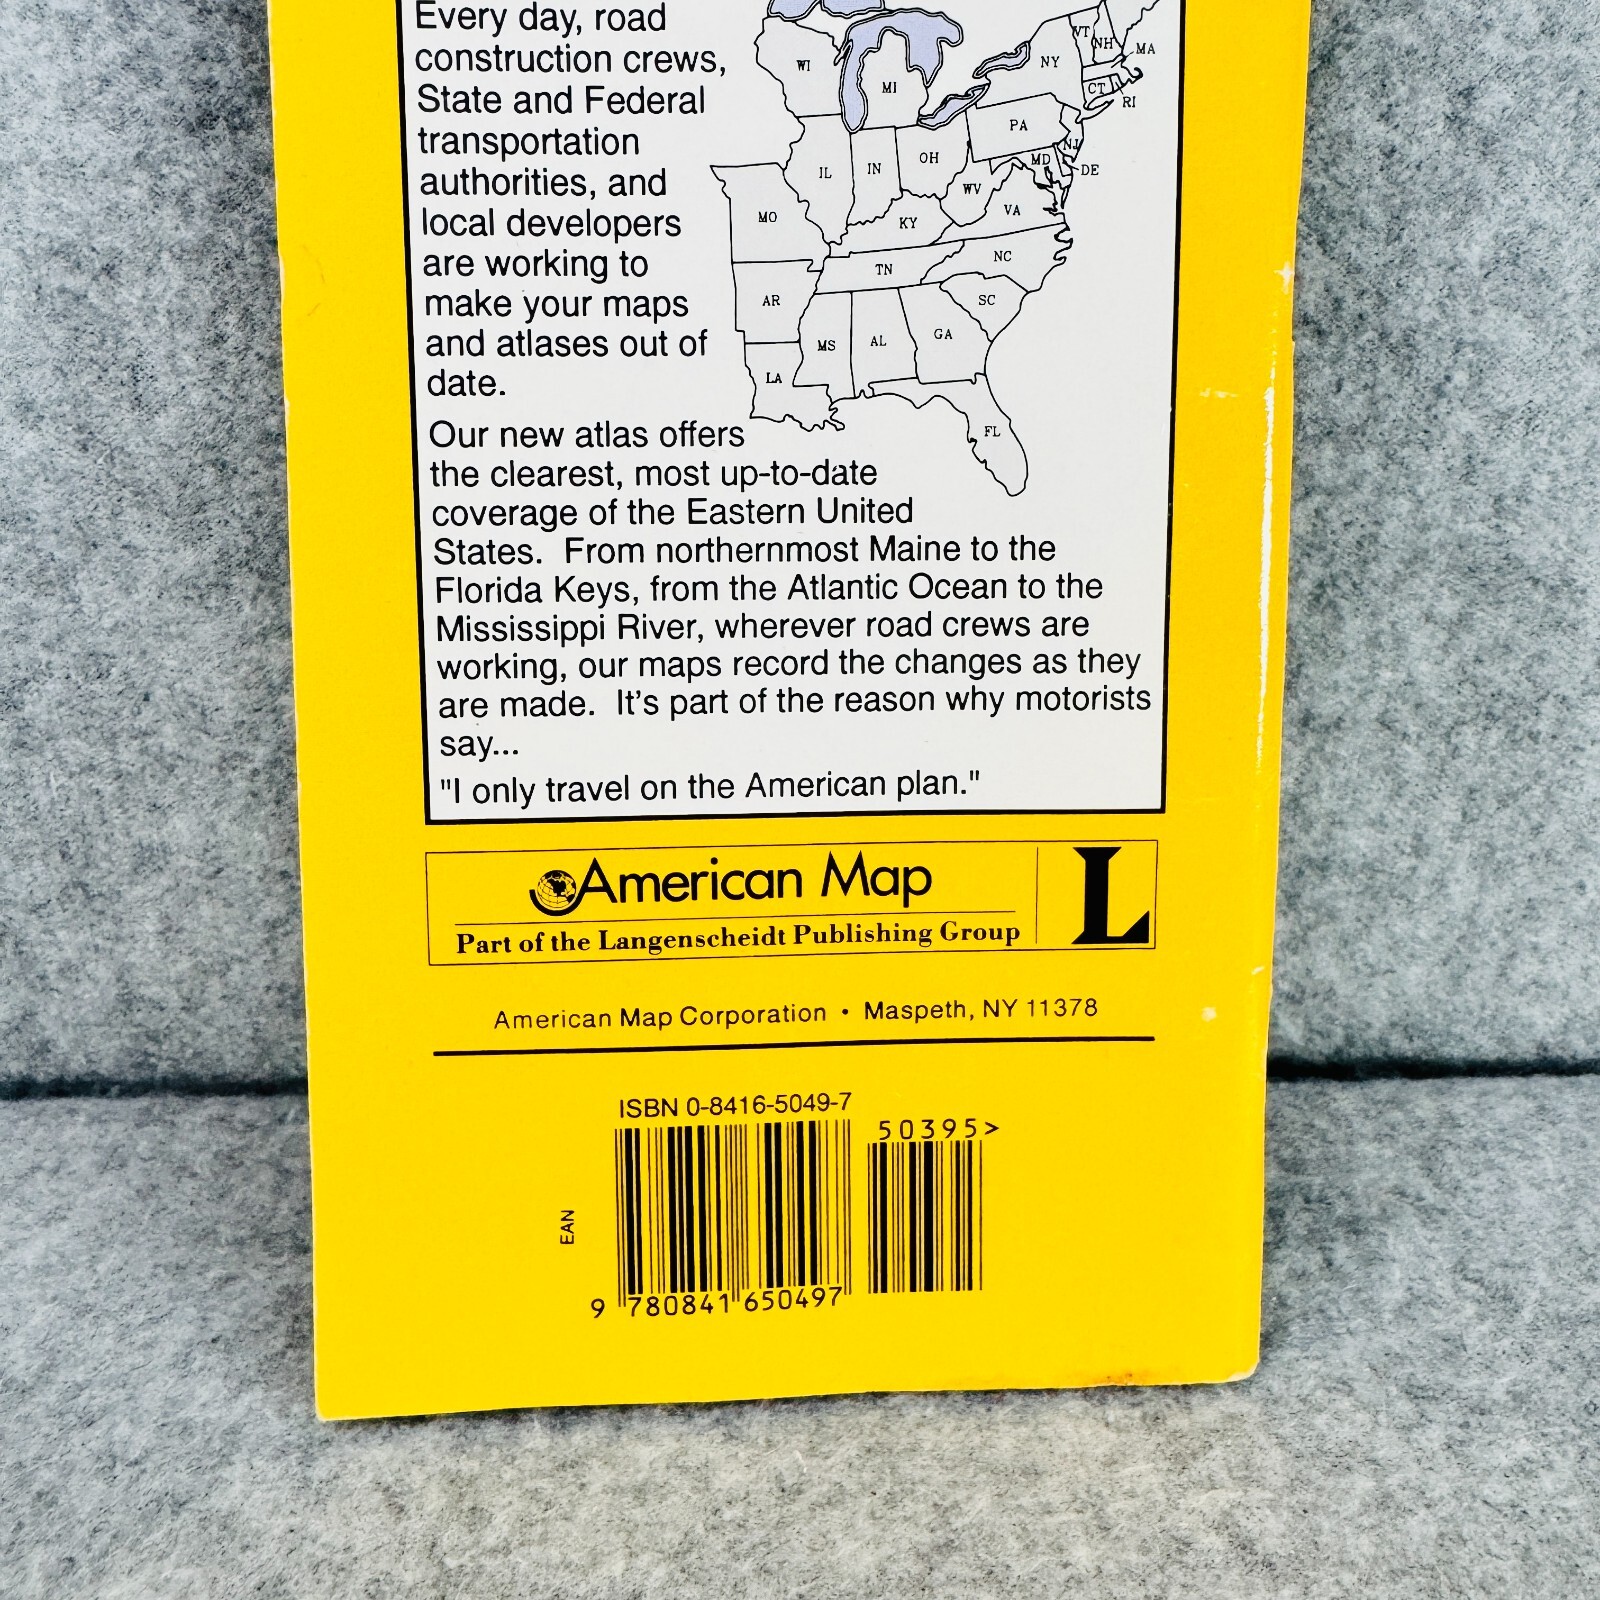 Every day, road
construction crews,
State and Federal
transportation
authorities, and
local developers
are working to
make your maps
and atlases out of
date.
WI
MI
NY
VT
NH
MA
CT
RI
PA
NJ
MD
DE
IL
IN
OH
WV
VA
MO
KY
NC
TN
AR
SC
MS
AL
GA
LA
FL
Our new atlas offers
the clearest, most up-to-date
coverage of the Eastern United
States. From northernmost Maine to the
Florida Keys, from the Atlantic Ocean to the
Mississippi River, wherever road crews are
working, our maps record the changes as they
are made. It's part of the reason why motorists
say...
"I only travel on the American plan."
American Map
Part of the Langenscheidt Publishing Group
L
American Map Corporation • Maspeth, NY 11378
ISBN 0-8416-5049-7
50395>
EAN
9 780841 650497